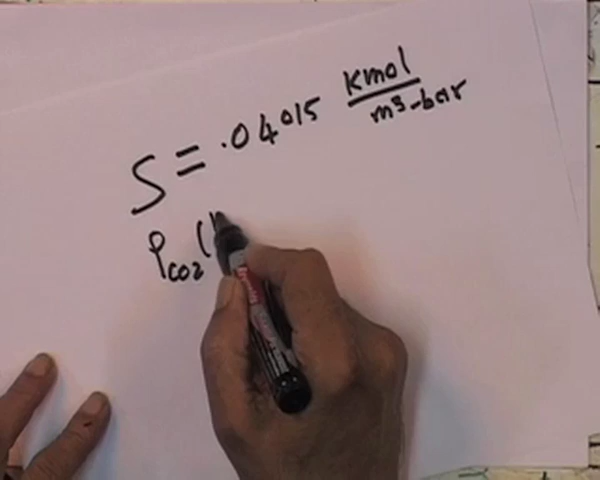 S = .04015 kmol / m³-bar
ρCO2 (